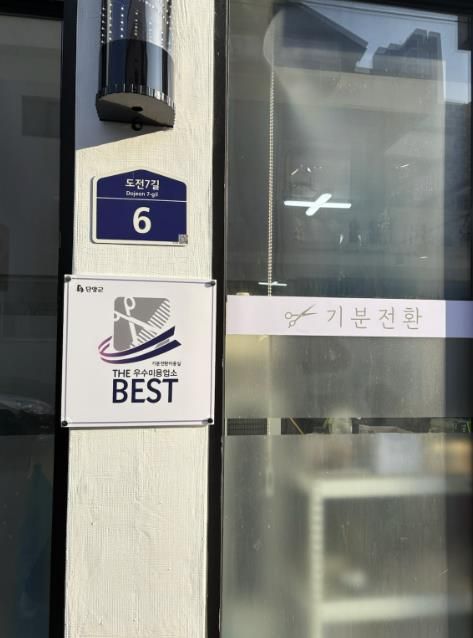 도전7길
Dojeon 7-gil
6
단양군
기분전환미용실
THE 우수미용업소
BEST
기분전환